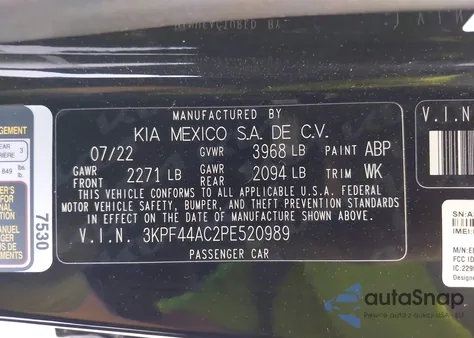 MANUFACTURED BY
KIA MEXICO S.A. DE C.V.
07/22 GVWR 3968 LB PAINT ABP
GAWR FRONT 2271 LB GAWR REAR 2094 LB TRIM WK
THIS VEHICLE CONFORMS TO ALL APPLICABLE U.S.A. FEDERAL
MOTOR VEHICLE SAFETY, BUMPER, AND THEFT PREVENTION
STANDARDS IN EFFECT ON THE DATE OF MANUFACTURE SHOWN ABOVE.
V.I.N. 3KPF44AC2PE520989
PASSENGER CAR
7530
V.I.N
FCC ID
autoSnap